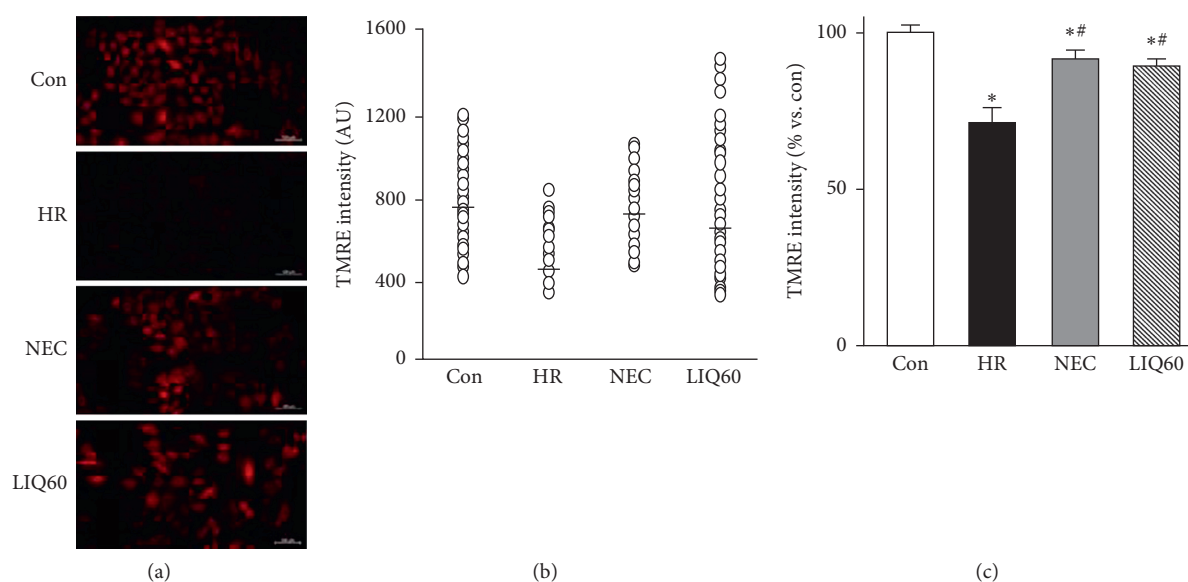 Con
HR
NEC
LIQ60
(a)
TMRE intensity (AU)
1600
1200
800
400
0
Con HR NEC LIQ60
(b)
TMRE intensity (% vs. con)
100
50
0
*
*#
*#
Con HR NEC LIQ60
(c)